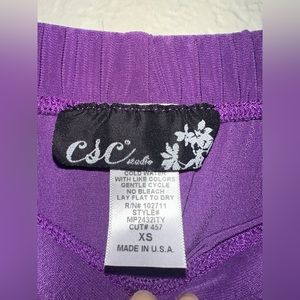 CSC studio
COLD WATER
WITH LIKE COLORS
GENTLE CYCLE
NO BLEACH
LAY FLAT TO DRY
R/N# 102711
STYLE#
MP2432ITY
CUT# 457
XS
MADE IN U.S.A.